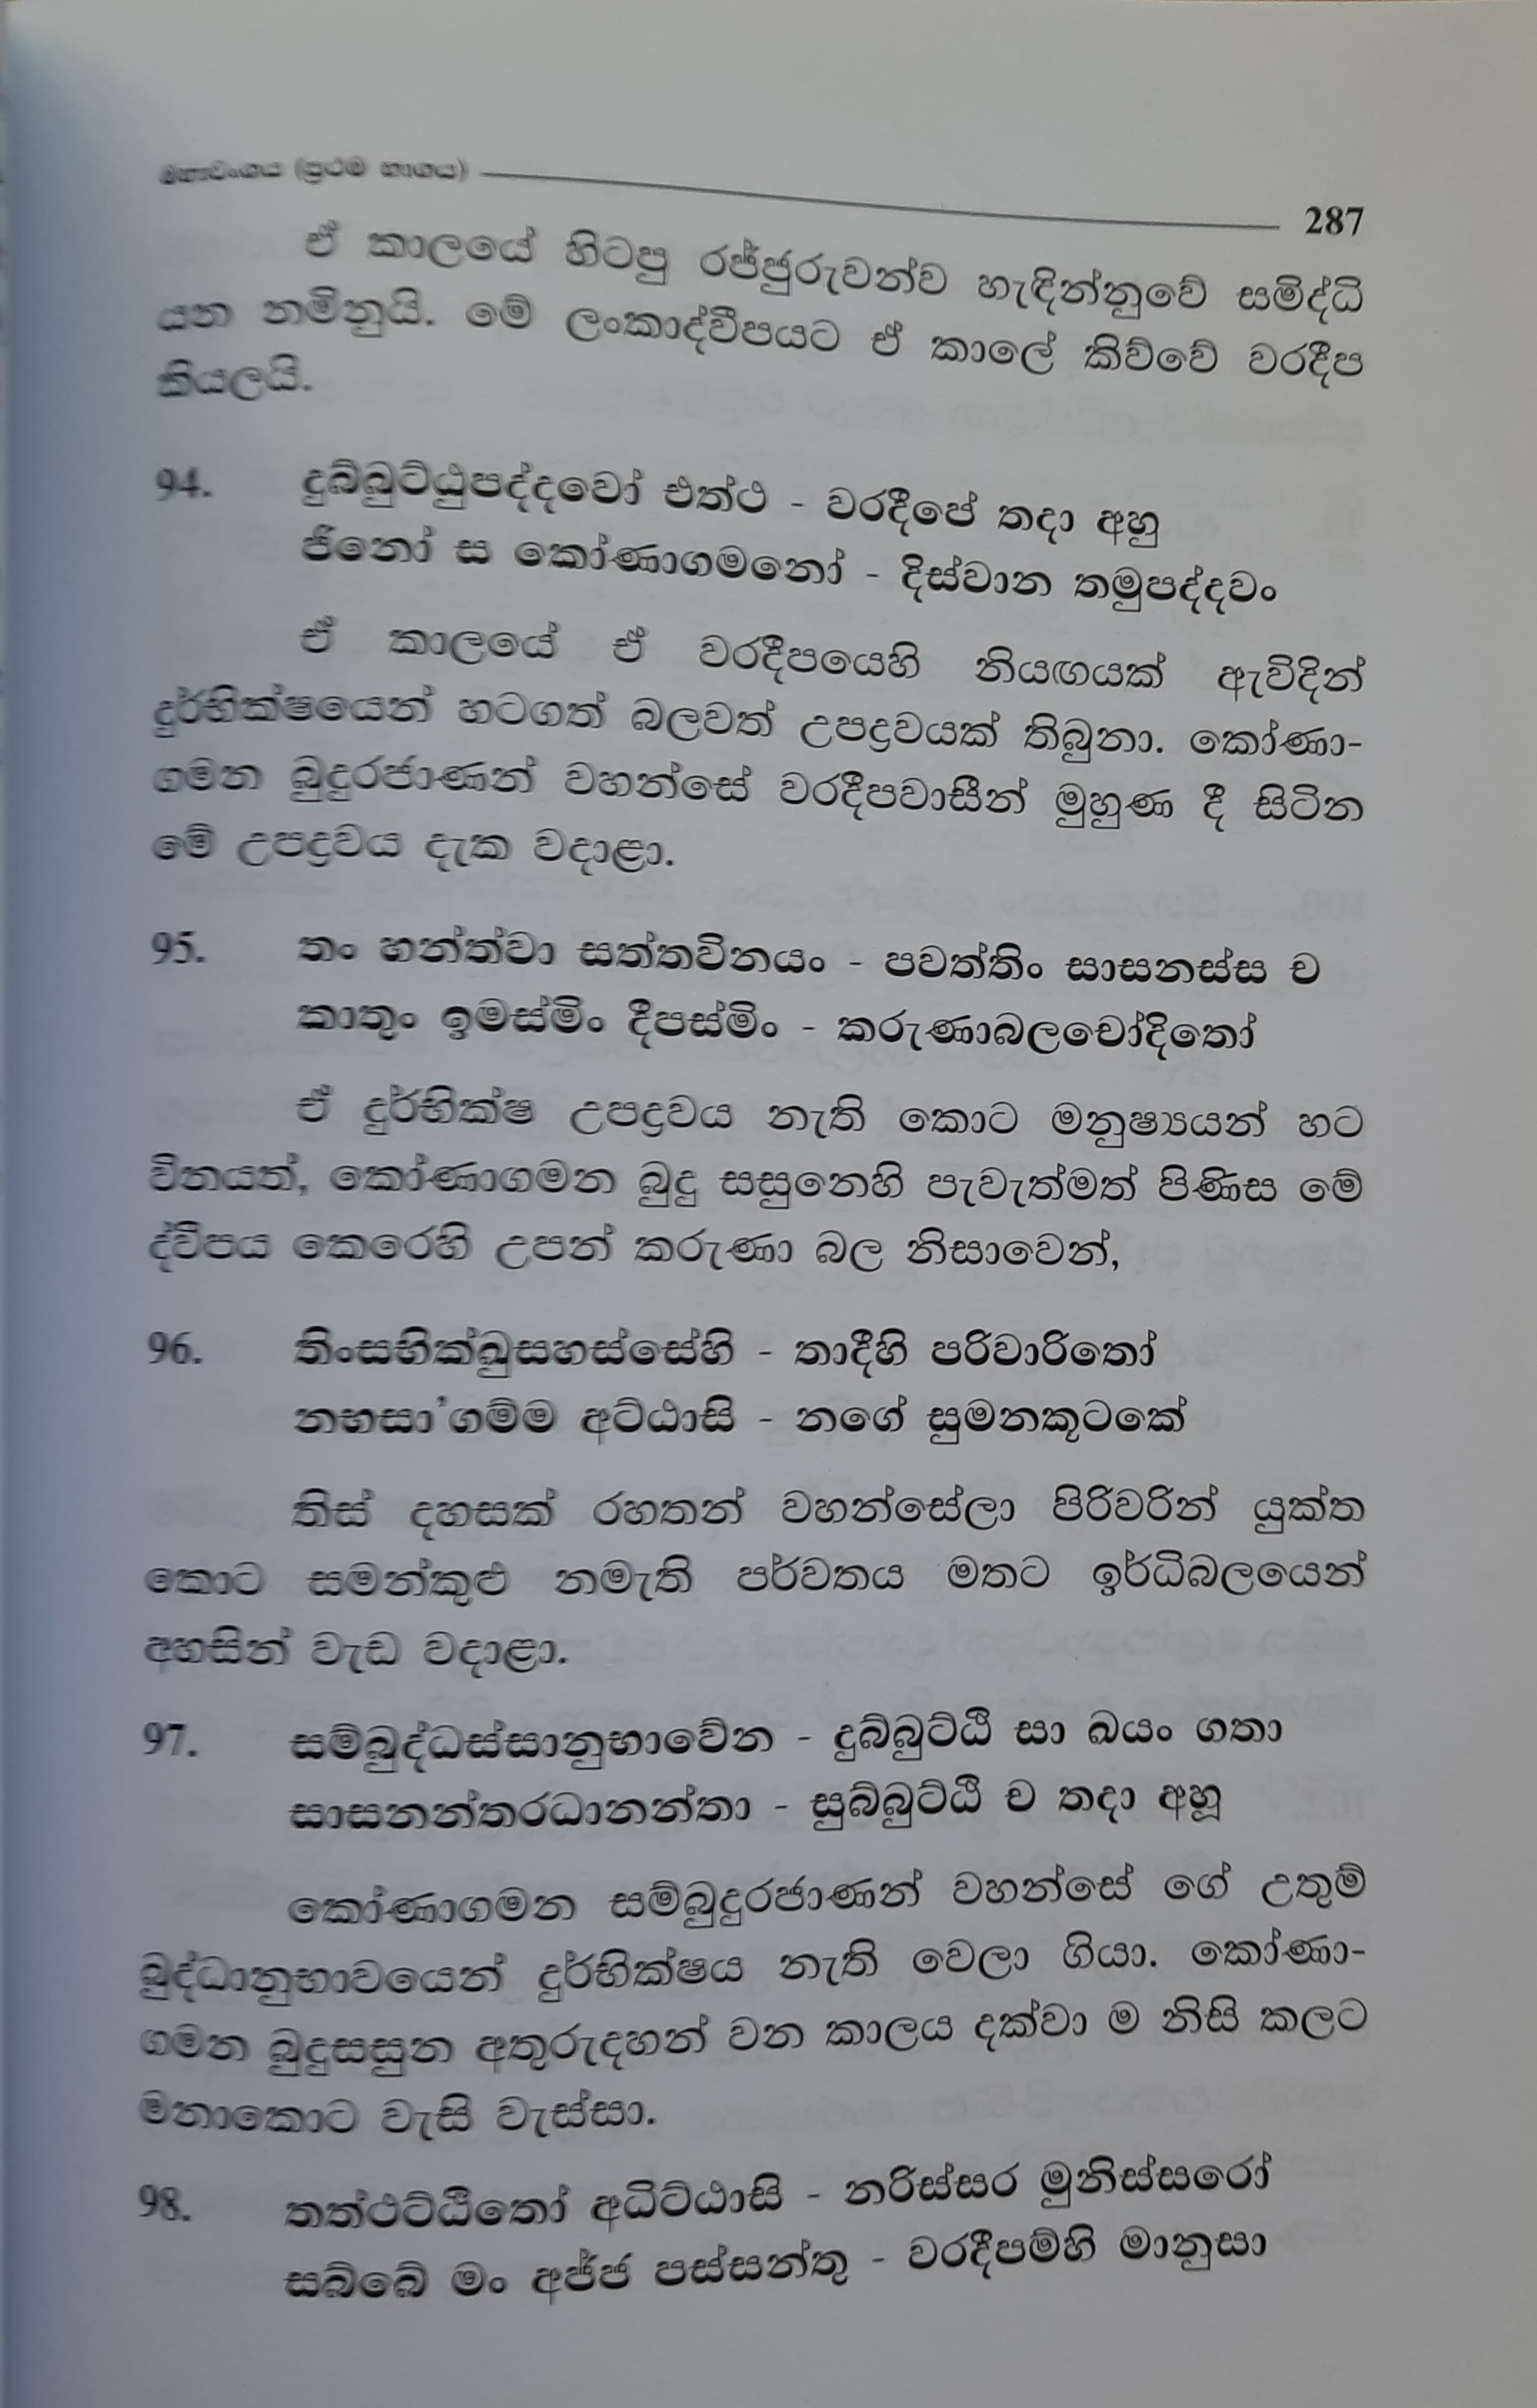 මහාවංශය (ප්‍රථම භාගය)
287
ඒ කාලයේ හිටපු රජ්ජුරුවන්ව හැඳින්නුවේ සමිද්ධි
යන නමිනුයි. මේ ලංකාද්වීපයට ඒ කාලේ කිව්වේ වරදීප
කියලයි.
94. දුබ්බුට්ඨුපද්දවෝ එත්ථ - වරදීපේ තදා අහු
ජිනෝ ස කෝණාගමනෝ - දිස්වාන තමුපද්දවං
ඒ කාලයේ ඒ වරදීපයෙහි නියඟයක් ඇවිදින්
දුර්භික්ෂයෙන් හටගත් බලවත් උපද්‍රවයක් තිබුනා. කෝණා-
ගමන බුදුරජාණන් වහන්සේ වරදීපවාසීන් මුහුණ දී සිටින
මේ උපද්‍රවය දැක වදාළා.
95. තං හන්ත්වා සත්තවිනයං - පවත්තිං සාසනස්ස ච
කාතුං ඉමස්මිං දීපස්මිං - කරුණාබලචෝදිතෝ
ඒ දුර්භික්ෂ උපද්‍රවය නැති කොට මනුෂ්‍යයන් හට
විනයත්, කෝණාගමන බුදු සසුනෙහි පැවැත්මත් පිණිස මේ
ද්වීපය කෙරෙහි උපන් කරුණා බල නිසාවෙන්,
96. තිංසභික්ඛුසහස්සේහි - තාදීහි පරිවාරිතෝ
නභසා’ගම්ම අට්ඨාසි - නගේ සුමනකූටකේ
තිස් දහසක් රහතන් වහන්සේලා පිරිවරින් යුක්ත
කොට සමන්කුළු නමැති පර්වතය මතට ඉර්ධිබලයෙන්
අහසින් වැඩ වදාළා.
97. සම්බුද්ධස්සානුභාවේන - දුබ්බුට්ඨි සා ඛයං ගතා
සාසනන්තරධානන්තා - සුබ්බුට්ඨි ච තදා අහූ
කෝණාගමන සම්බුදුරජාණන් වහන්සේ ගේ උතුම්
බුද්ධානුභාවයෙන් දුර්භික්ෂය නැති වෙලා ගියා. කෝණා-
ගමන බුදුසසුන අතුරුදහන් වන කාලය දක්වා ම නිසි කලට
මනාකොට වැසි වැස්සා.
98. තත්ථට්ඨිතෝ අධිට්ඨාසි - නරිස්සර මුනිස්සරෝ
සබ්බේ මං අජ්ජ පස්සන්තු - වරදීපම්හි මානුසා